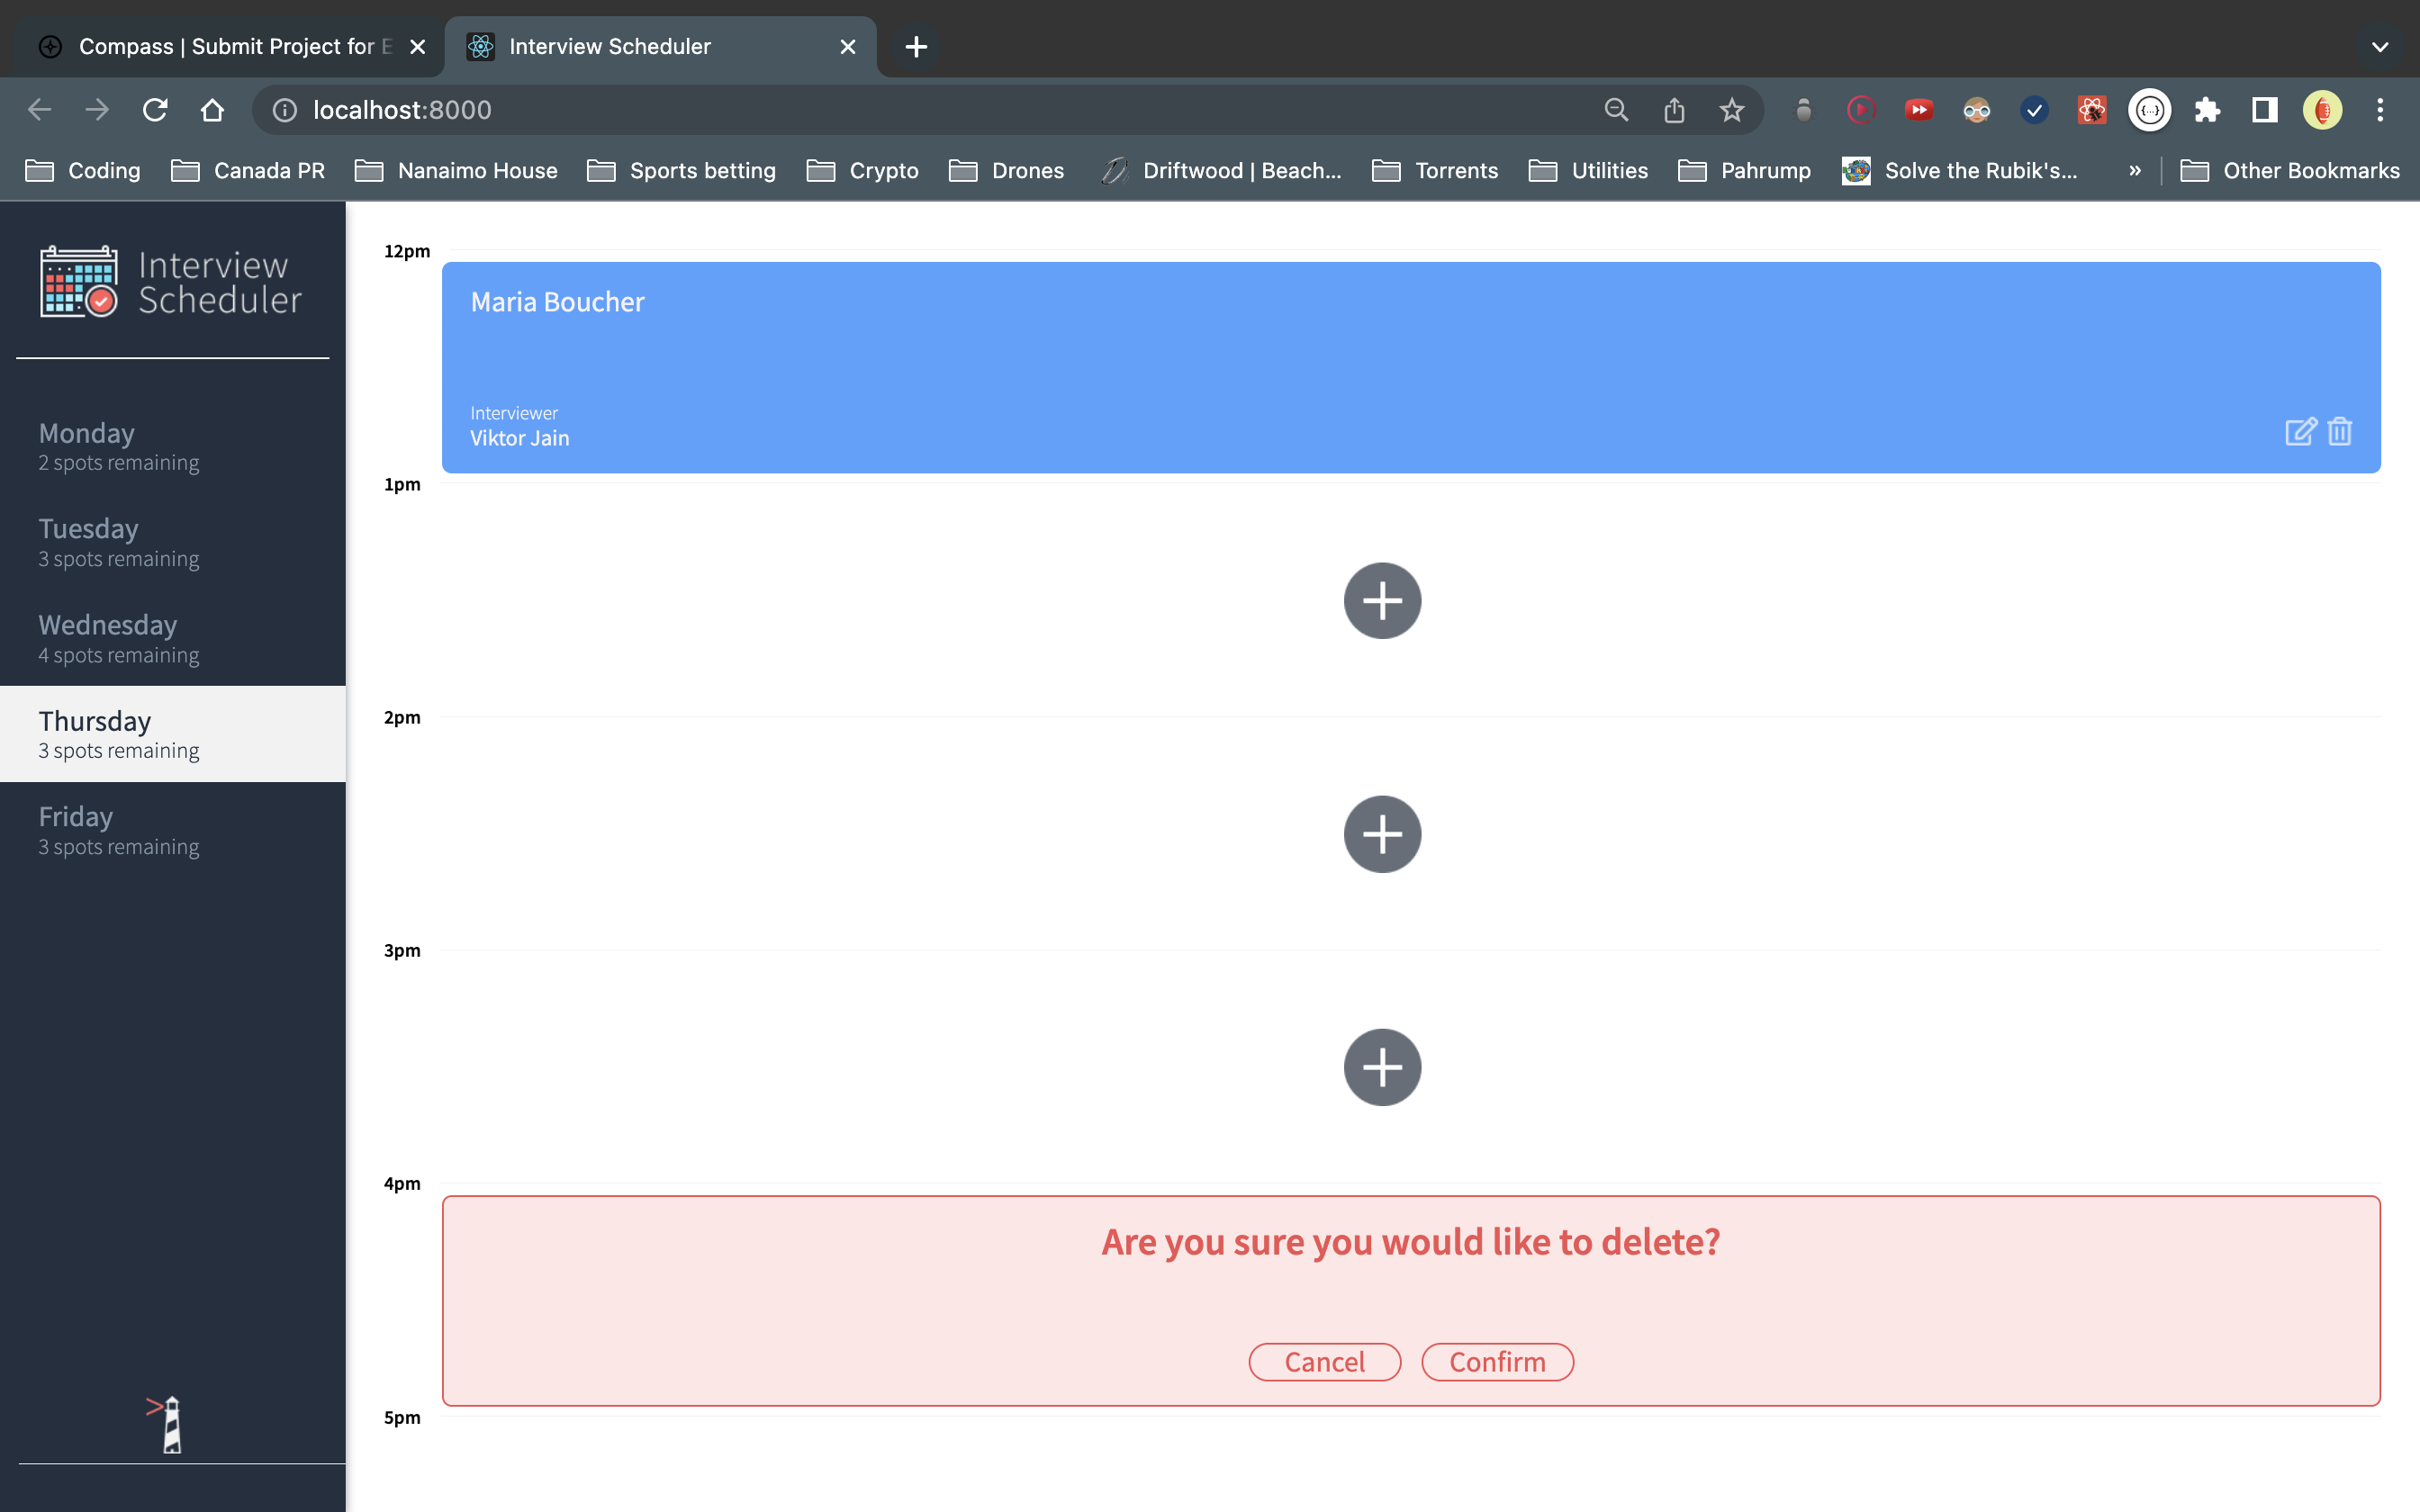 Compass | Submit Project for E
Interview Scheduler
localhost:8000
Coding
Canada PR
Nanaimo House
Sports betting
Crypto
Drones
Driftwood | Beach...
Torrents
Utilities
Pahrump
Solve the Rubik's...
»
Other Bookmarks
Interview
Scheduler
Monday
2 spots remaining
Tuesday
3 spots remaining
Wednesday
4 spots remaining
Thursday
3 spots remaining
Friday
3 spots remaining
12pm
Maria Boucher
Interviewer
Viktor Jain
1pm
2pm
3pm
4pm
Are you sure you would like to delete?
Cancel
Confirm
5pm